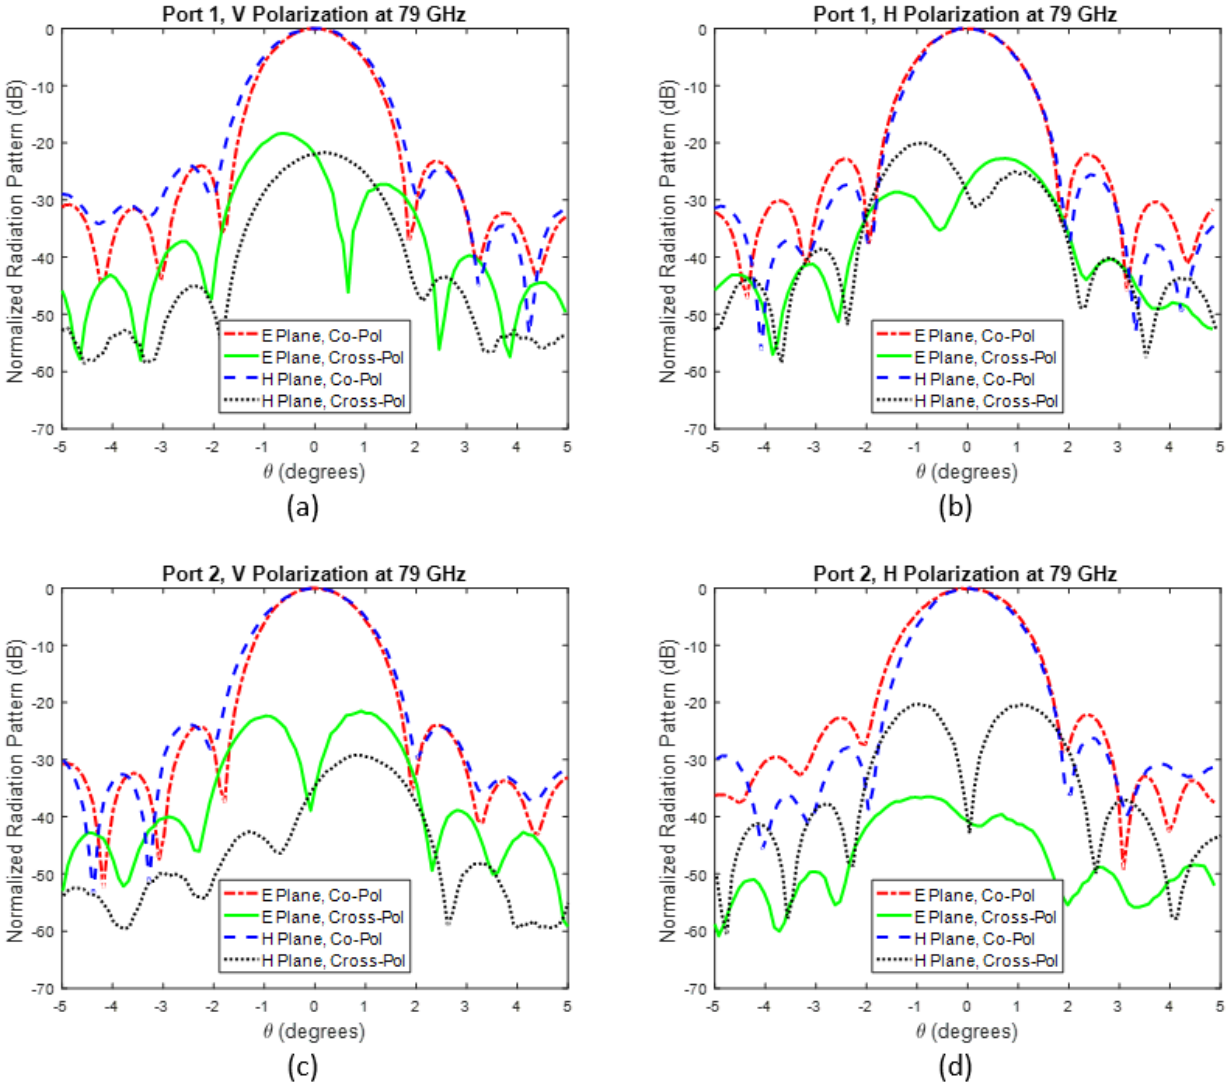 Port 1, V Polarization at 79 GHz
Normalized Radiation Pattern (dB)
0
-10
-20
-30
-40
-50
-60
-70
E Plane, Co-Pol
E Plane, Cross-Pol
H Plane, Co-Pol
H Plane, Cross-Pol
-5 -4 -3 -2 -1 0 1 2 3 4 5
θ (degrees)
(a)
Port 1, H Polarization at 79 GHz
Normalized Radiation Pattern (dB)
0
-10
-20
-30
-40
-50
-60
-70
E Plane, Co-Pol
E Plane, Cross-Pol
H Plane, Co-Pol
H Plane, Cross-Pol
-5 -4 -3 -2 -1 0 1 2 3 4 5
θ (degrees)
(b)
Port 2, V Polarization at 79 GHz
Normalized Radiation Pattern (dB)
0
-10
-20
-30
-40
-50
-60
-70
E Plane, Co-Pol
E Plane, Cross-Pol
H Plane, Co-Pol
H Plane, Cross-Pol
-5 -4 -3 -2 -1 0 1 2 3 4 5
θ (degrees)
(c)
Port 2, H Polarization at 79 GHz
Normalized Radiation Pattern (dB)
0
-10
-20
-30
-40
-50
-60
-70
E Plane, Co-Pol
E Plane, Cross-Pol
H Plane, Co-Pol
H Plane, Cross-Pol
-5 -4 -3 -2 -1 0 1 2 3 4 5
θ (degrees)
(d)